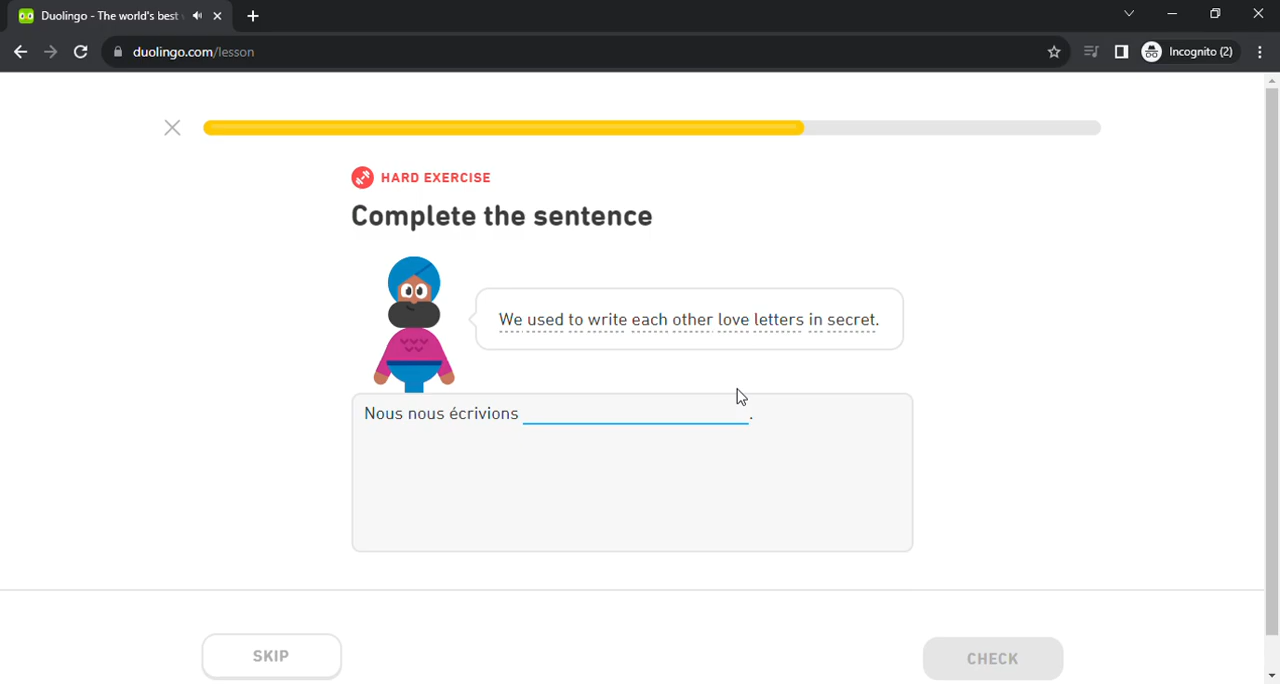 Duolingo - The world's best
duolingo.com/lesson
Incognito (2)
HARD EXERCISE
Complete the sentence
We used to write each other love letters in secret.
Nous nous écrivions .
SKIP
CHECK